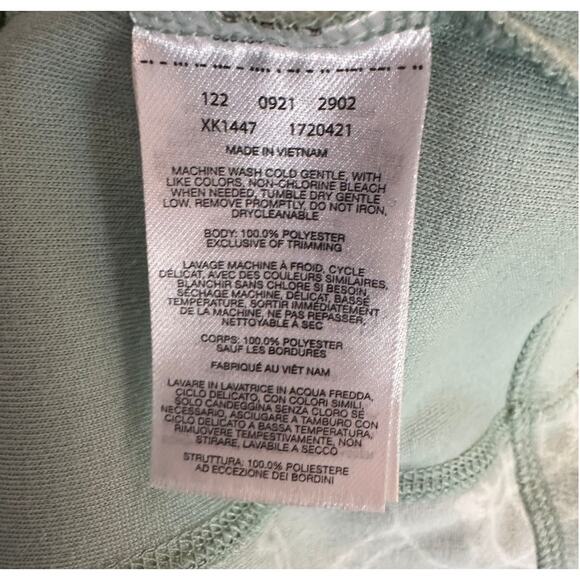 122 0921 2902
XK1447 1720421
MADE IN VIETNAM
MACHINE WASH COLD GENTLE, WITH
LIKE COLORS, NON-CHLORINE BLEACH
WHEN NEEDED, TUMBLE DRY GENTLE
LOW, REMOVE PROMPTLY, DO NOT IRON,
DRYCLEANABLE
BODY: 100.0% POLYESTER
EXCLUSIVE OF TRIMMING
LAVAGE MACHINE À FROID, CYCLE
DÉLICAT, AVEC DES COULEURS SIMILAIRES,
BLANCHIR SANS CHLORE SI BESOIN,
SÉCHAGE MACHINE, DÉLICAT, BASSE
TEMPÉRATURE, SORTIR IMMÉDIATEMENT
DE LA MACHINE, NE PAS REPASSER,
NETTOYABLE À SEC
CORPS: 100.0% POLYESTER
SAUF LES BORDURES
FABRIQUÉ AU VIÊT NAM
LAVARE IN LAVATRICE IN ACQUA FREDDA,
CICLO DELICATO, CON COLORI SIMILI,
SOLO CANDEGGINA SENZA CLORO SE
NECESSARIO, ASCIUGARE A TAMBURO CON
CICLO DELICATO A BASSA TEMPERATURA,
RIMUOVERE TEMPESTIVAMENTE, NON
STIRARE, LAVABILE A SECCO
STRUTTURA: 100.0% POLIESTERE
AD ECCEZIONE DEI BORDINI